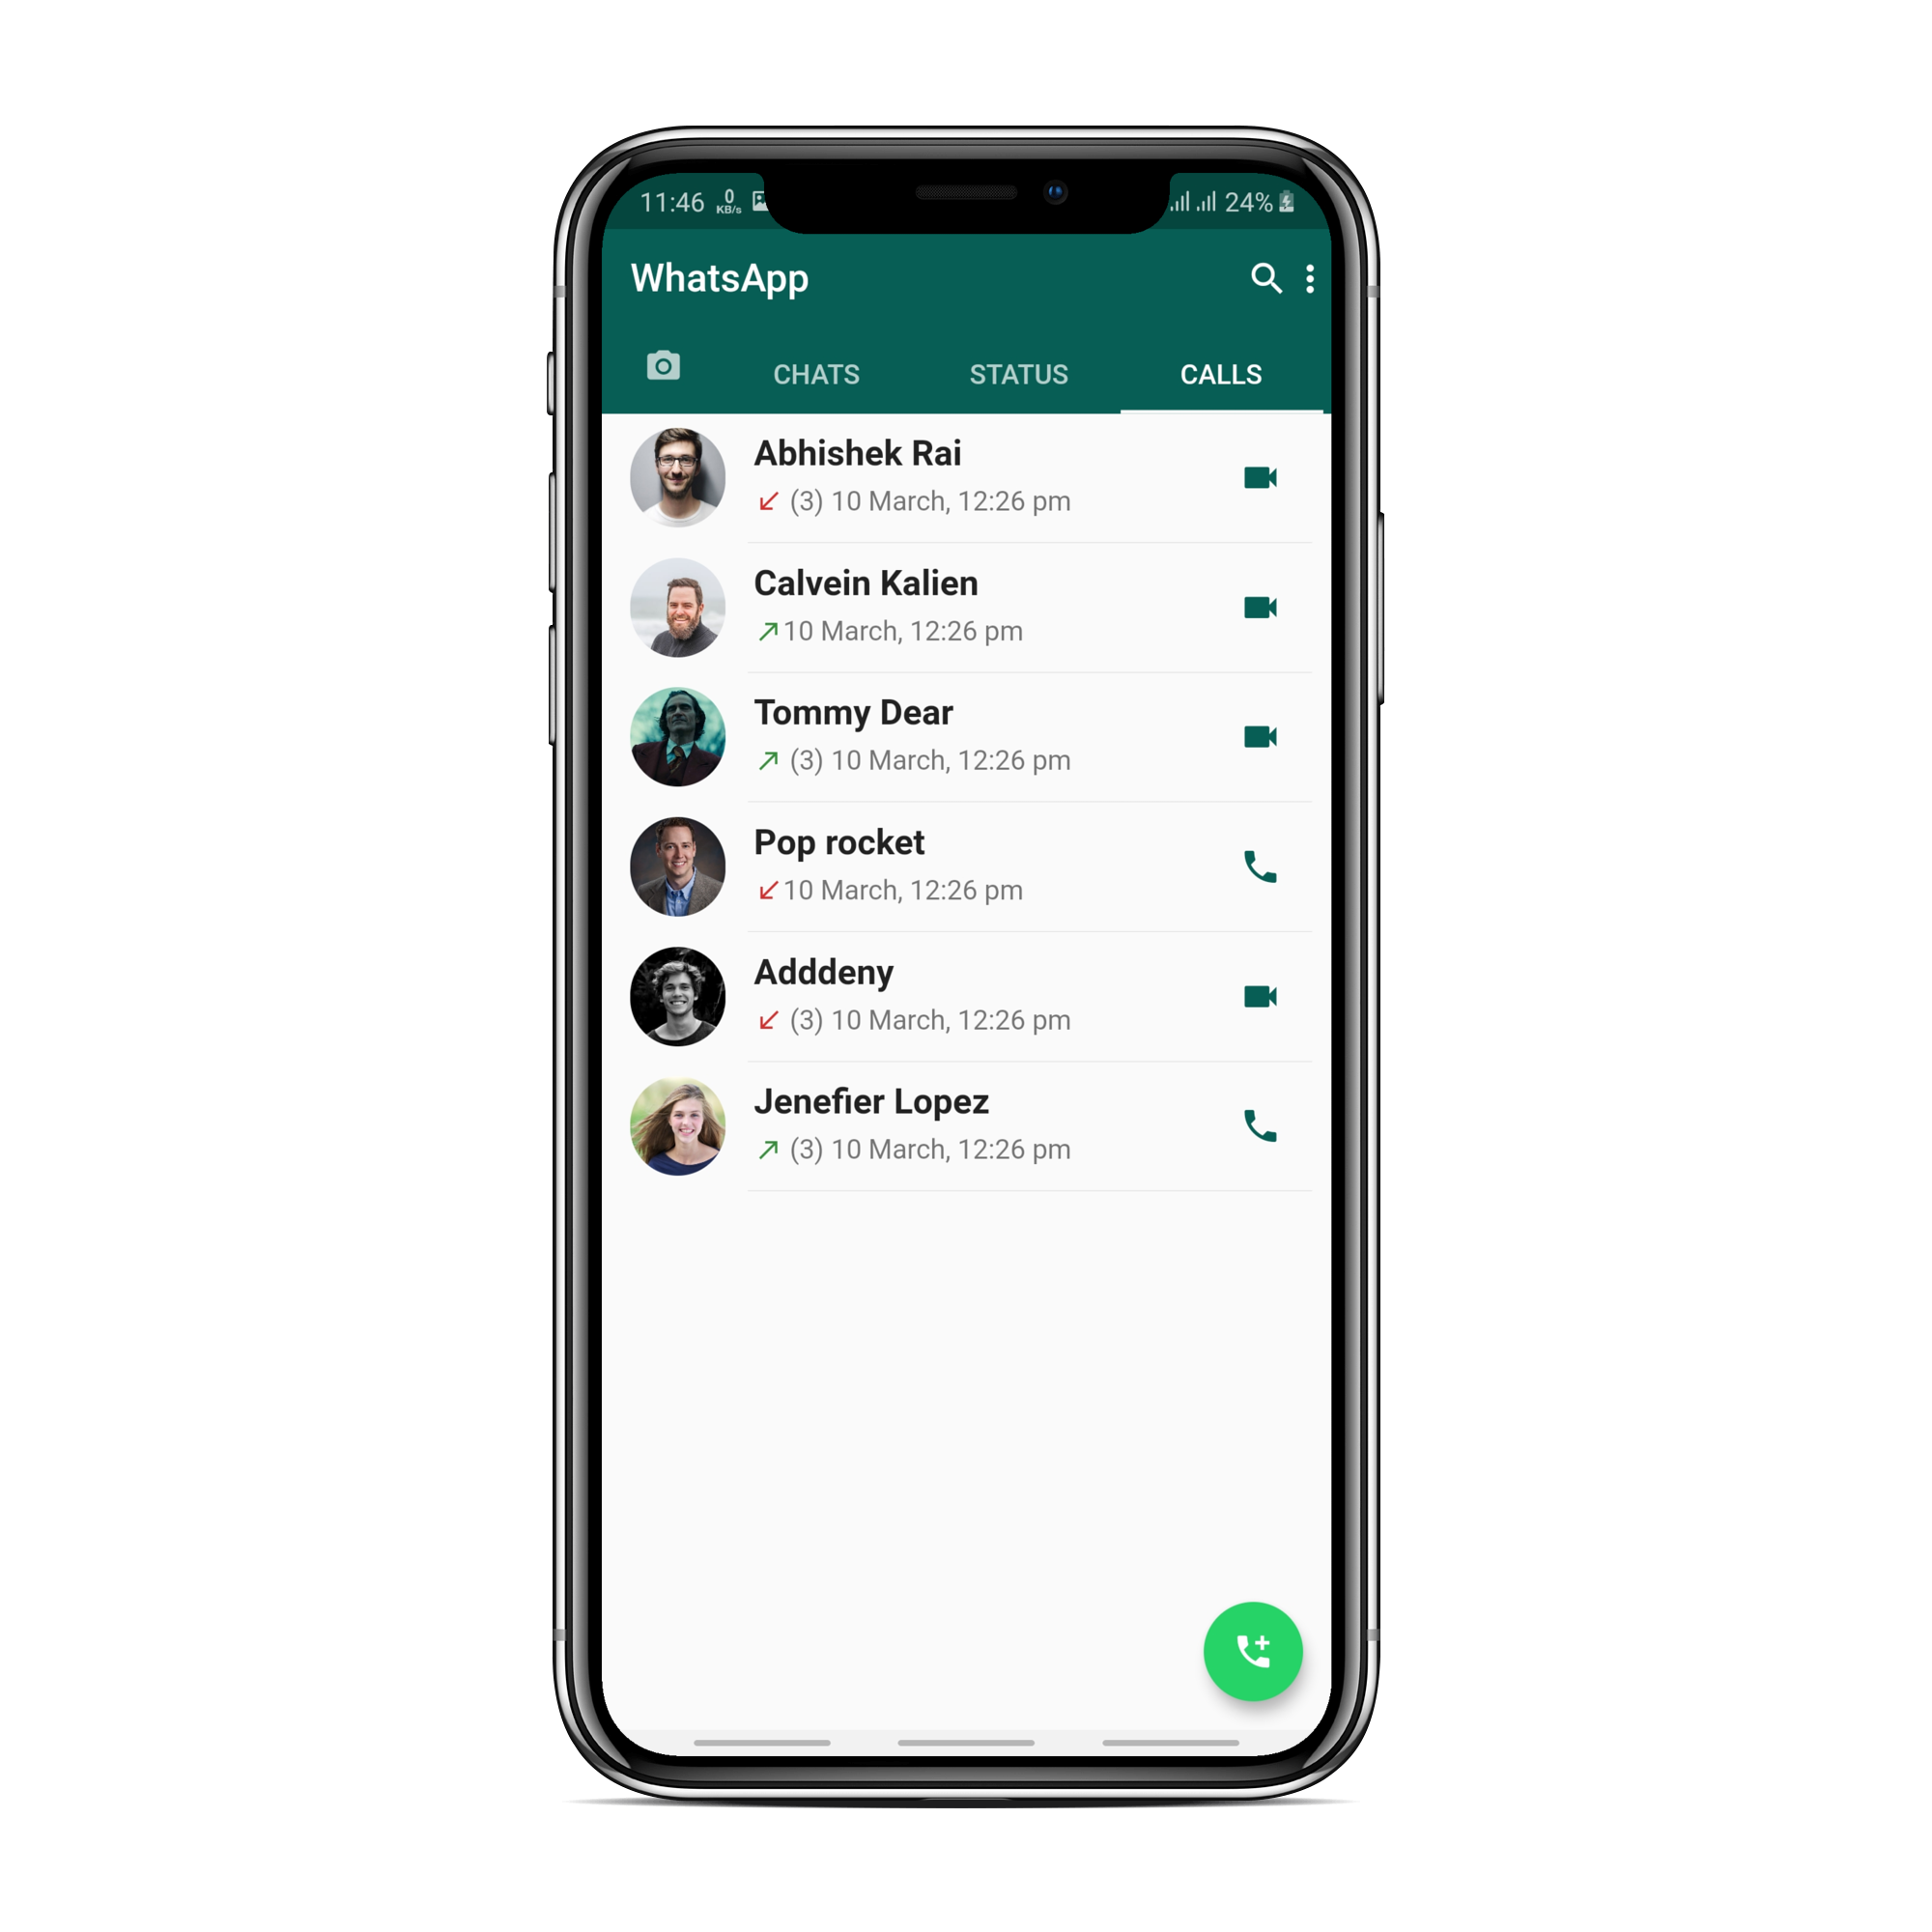 11:46 0 KB/s 24%
WhatsApp
CHATS STATUS CALLS
Abhishek Rai
(3) 10 March, 12:26 pm
Calvein Kalien
10 March, 12:26 pm
Tommy Dear
(3) 10 March, 12:26 pm
Pop rocket
10 March, 12:26 pm
Adddeny
(3) 10 March, 12:26 pm
Jenefier Lopez
(3) 10 March, 12:26 pm